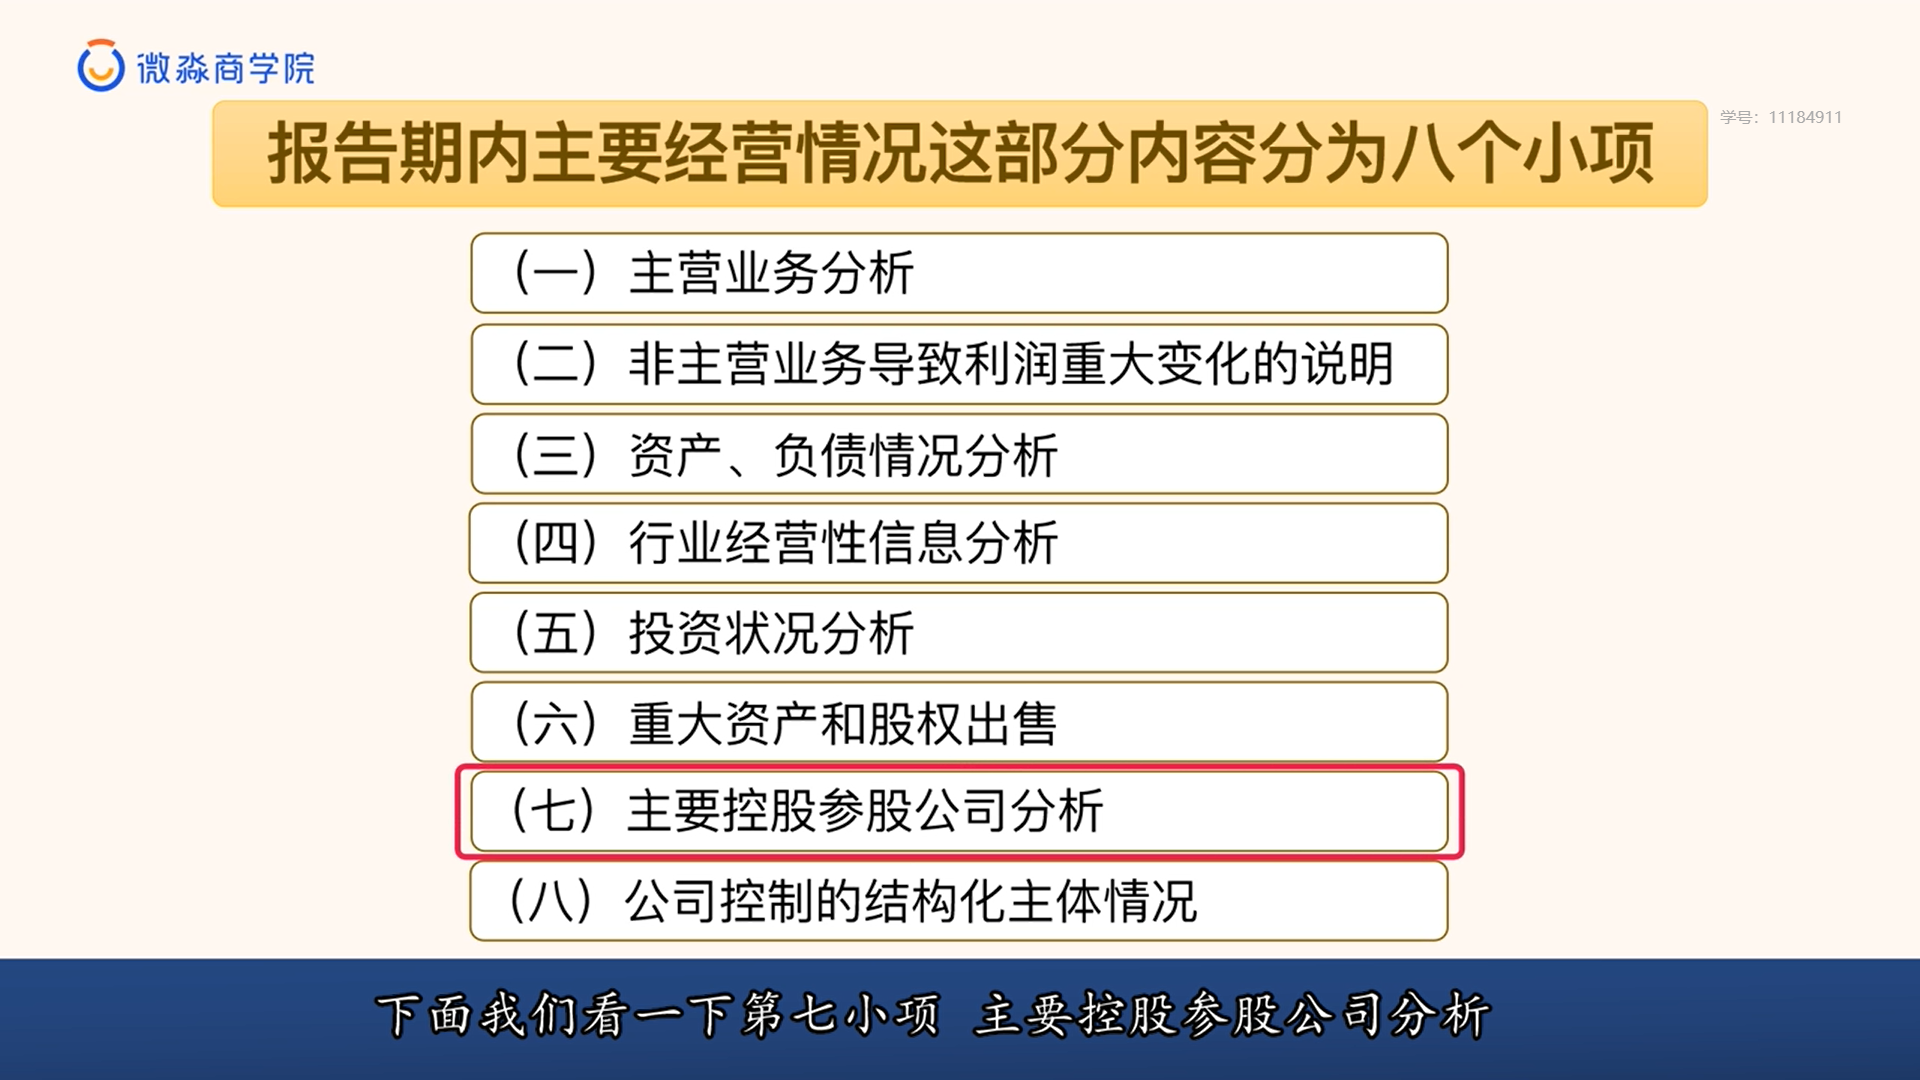 微淼商学院
学号：11184911
报告期内主要经营情况这部分内容分为八个小项
（一）主营业务分析
（二）非主营业务导致利润重大变化的说明
（三）资产、负债情况分析
（四）行业经营性信息分析
（五）投资状况分析
（六）重大资产和股权出售
（七）主要控股参股公司分析
（八）公司控制的结构化主体情况
下面我们看一下第七小项 主要控股参股公司分析